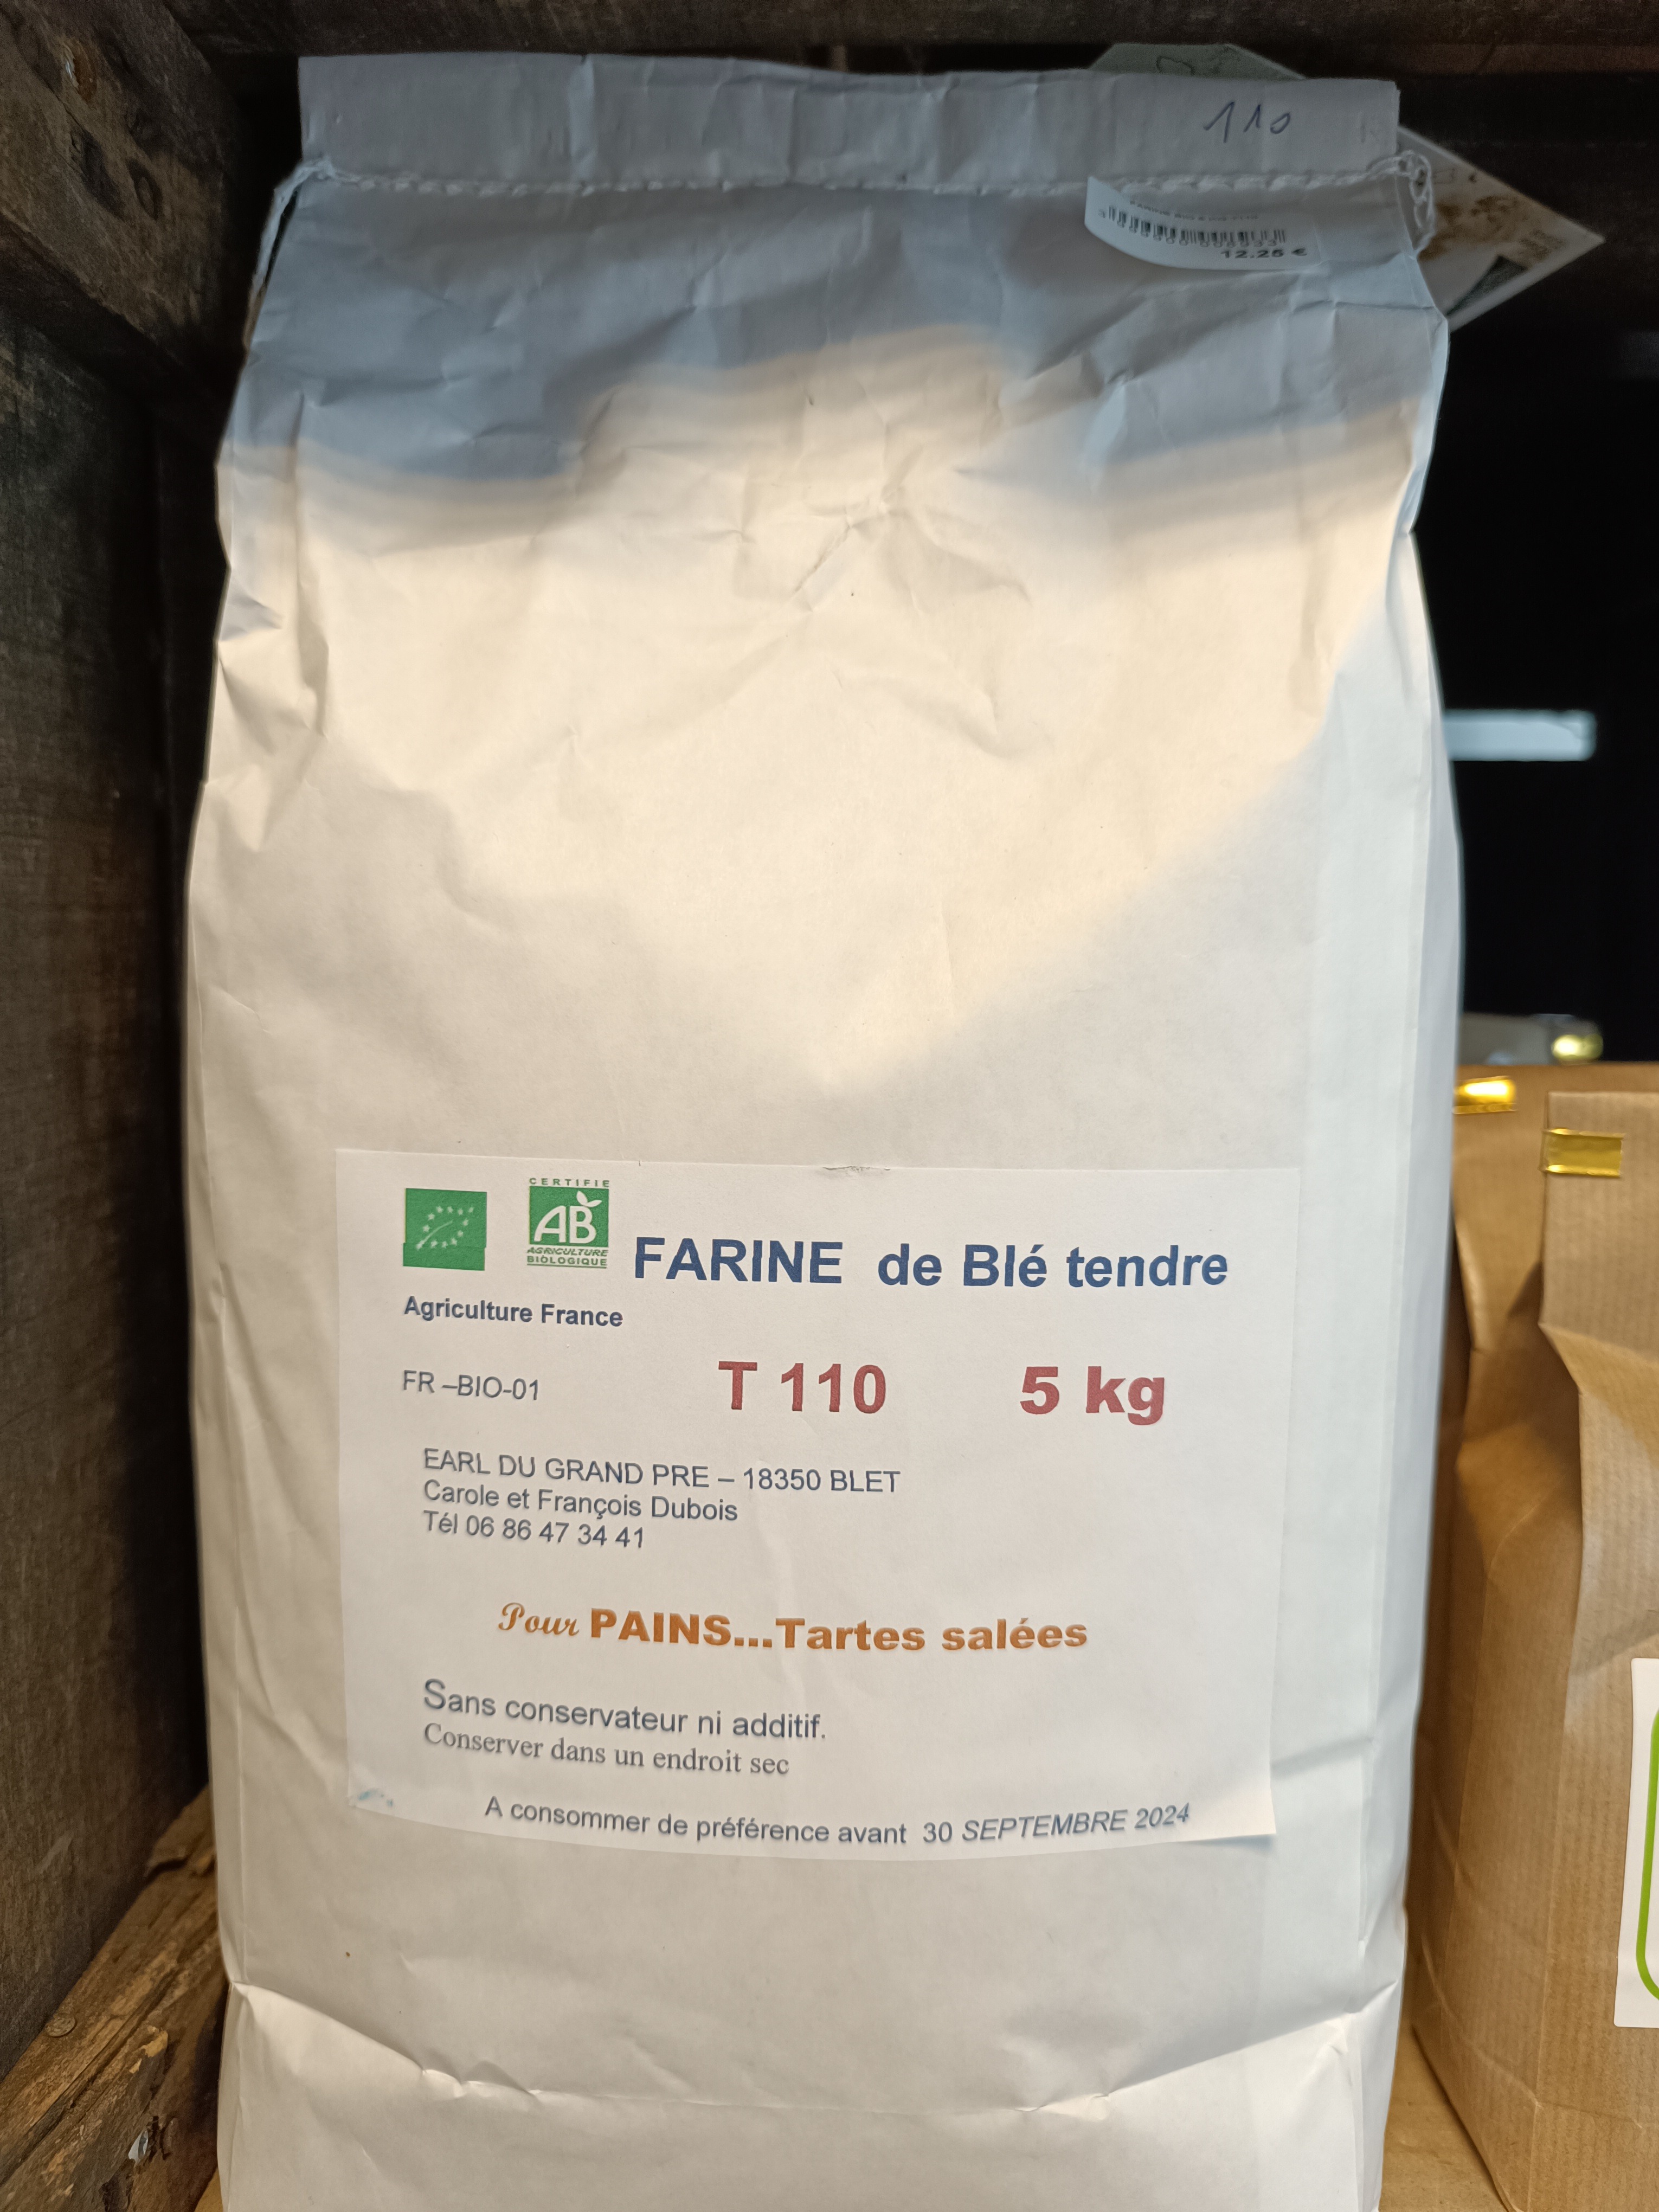 110
12.25 €
CERTIFIE
AB
AGRICULTURE
BIOLOGIQUE
FARINE de Blé tendre
Agriculture France
FR –BIO-01
T 110 5 kg
EARL DU GRAND PRE – 18350 BLET
Carole et François Dubois
Tél 06 86 47 34 41
Pour PAINS...Tartes salées
Sans conservateur ni additif.
Conserver dans un endroit sec
A consommer de préférence avant 30 SEPTEMBRE 2024